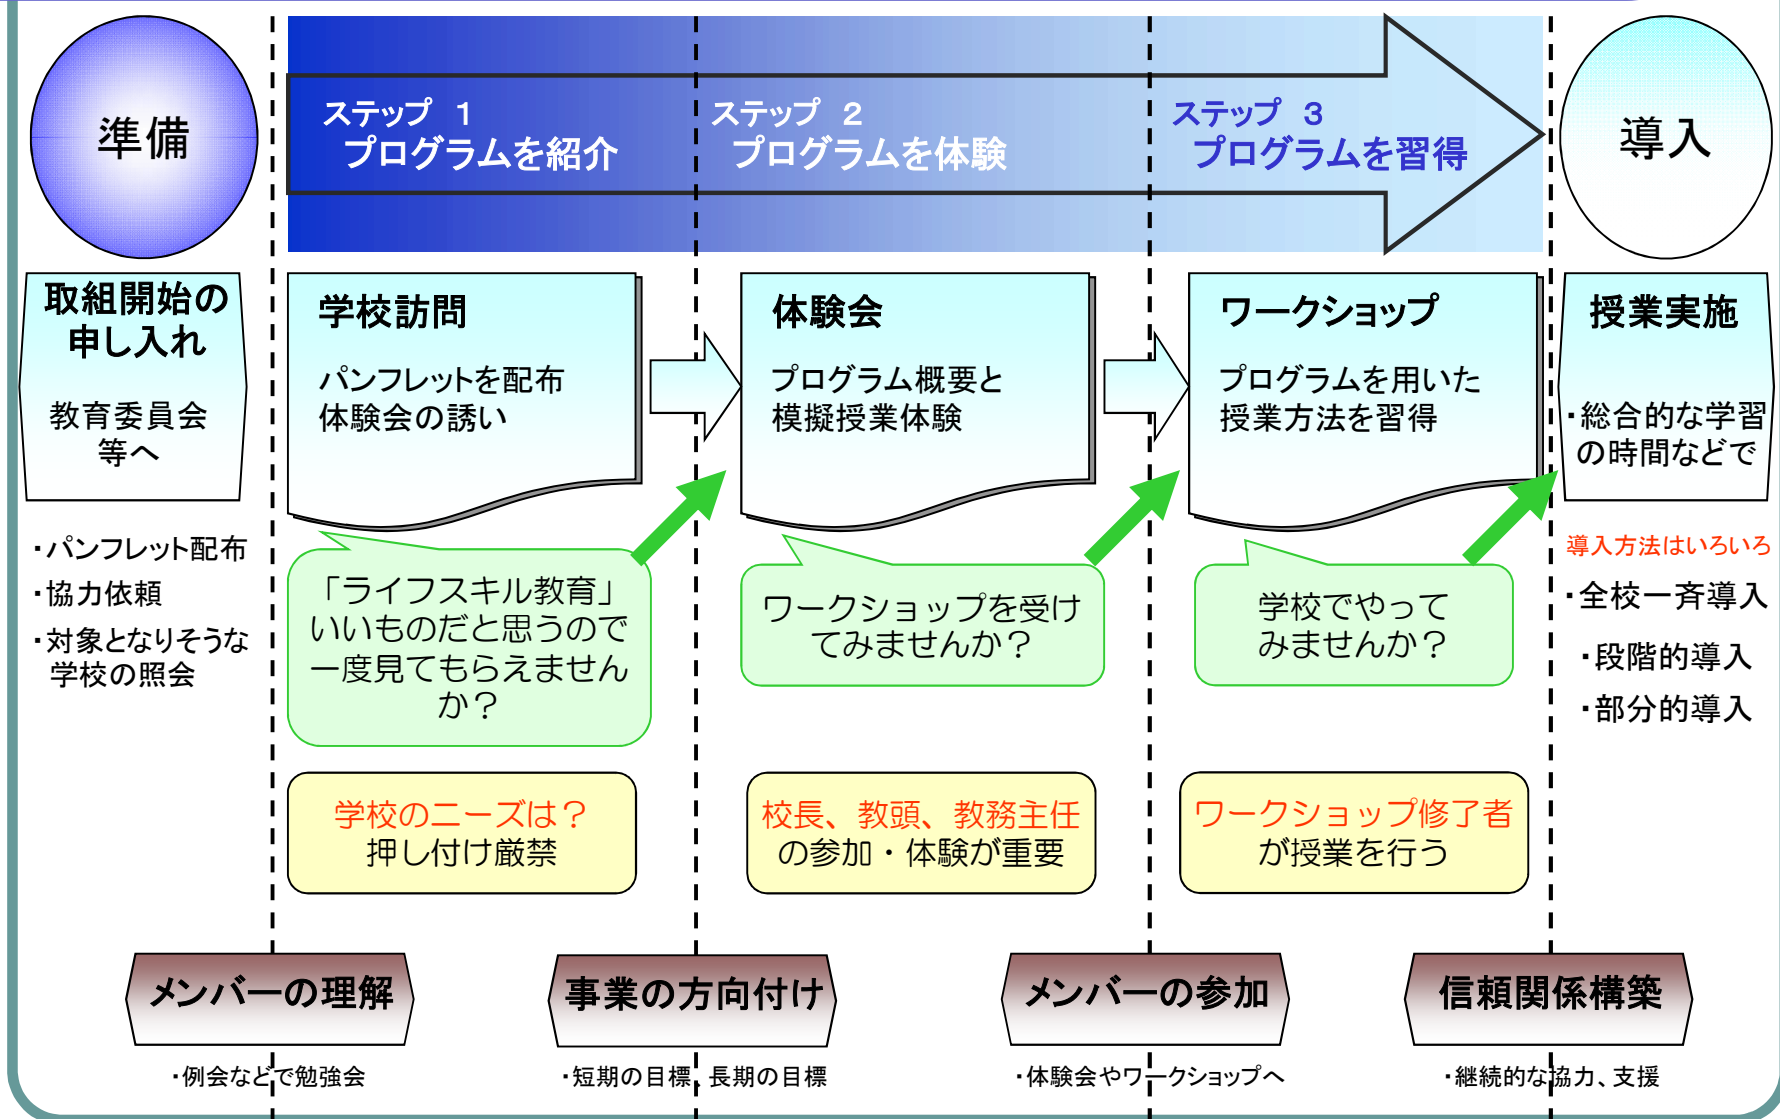 準備
ステップ 1
プログラムを紹介
ステップ 2
プログラムを体験
ステップ 3
プログラムを習得
導入
取組開始の
申し入れ
教育委員会
等へ
学校訪問
パンフレットを配布
体験会の誘い
体験会
プログラム概要と
模擬授業体験
ワークショップ
プログラムを用いた
授業方法を習得
授業実施
・総合的な学習
の時間などで
・パンフレット配布
・協力依頼
・対象となりそうな
学校の照会
「ライフスキル教育」
いいものだと思うので
一度見てもらえません
か？
ワークショップを受け
てみませんか？
学校でやって
みませんか？
導入方法はいろいろ
・全校一斉導入
・段階的導入
・部分的導入
学校のニーズは？
押し付け厳禁
校長、教頭、教務主任
の参加・体験が重要
ワークショップ修了者
が授業を行う
メンバーの理解
・例会などで勉強会
事業の方向付け
・短期の目標、長期の目標
メンバーの参加
・体験会やワークショップへ
信頼関係構築
・継続的な協力、支援